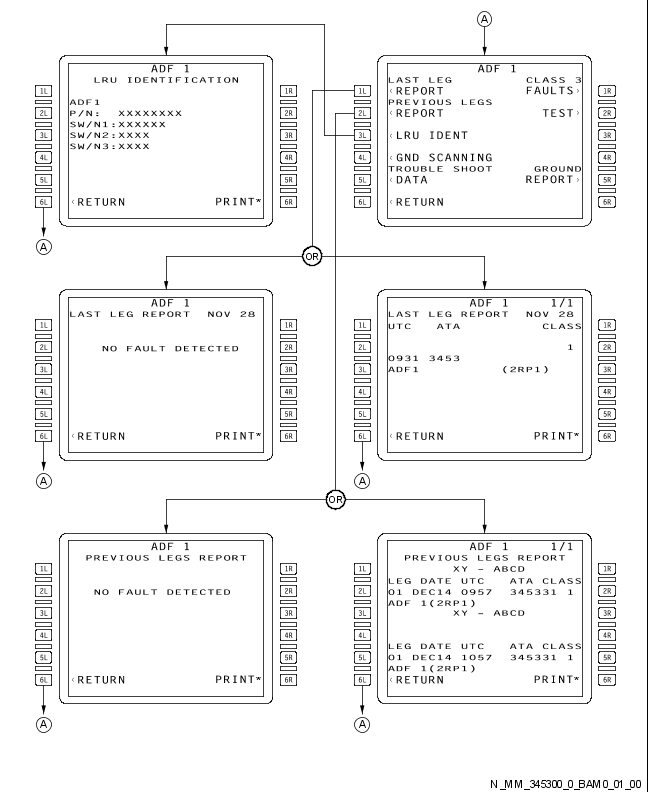 A
ADF 1
LRU IDENTIFICATION
ADF1
P/N: XXXXXXXX
SW/N1:XXXXXX
SW/N2:XXXX
SW/N3:XXXX
‹RETURN PRINT*
1L
2L
3L
4L
5L
6L
1R
2R
3R
4R
5R
6R
A
ADF 1
LAST LEG CLASS 3
‹REPORT FAULTS›
PREVIOUS LEGS
‹REPORT TEST›
‹LRU IDENT
‹GND SCANNING
TROUBLE SHOOT GROUND
‹DATA REPORT›
‹RETURN
1L
2L
3L
4L
5L
6L
1R
2R
3R
4R
5R
6R
OR
ADF 1
LAST LEG REPORT NOV 28
NO FAULT DETECTED
‹RETURN PRINT*
1L
2L
3L
4L
5L
6L
1R
2R
3R
4R
5R
6R
A
ADF 1 1/1
LAST LEG REPORT NOV 28
UTC ATA CLASS
1
0931 3453
ADF1 (2RP1)
‹RETURN PRINT*
1L
2L
3L
4L
5L
6L
1R
2R
3R
4R
5R
6R
A
OR
ADF 1
PREVIOUS LEGS REPORT
NO FAULT DETECTED
‹RETURN PRINT*
1L
2L
3L
4L
5L
6L
1R
2R
3R
4R
5R
6R
A
ADF 1 1/1
PREVIOUS LEGS REPORT
XY - ABCD
LEG DATE UTC ATA CLASS
01 DEC14 0957 345331 1
ADF 1(2RP1)
XY - ABCD
LEG DATE UTC ATA CLASS
01 DEC14 1057 345331 1
ADF 1(2RP1)
‹RETURN PRINT*
1L
2L
3L
4L
5L
6L
1R
2R
3R
4R
5R
6R
A
N_MM_345300_0_BAM0_01_00